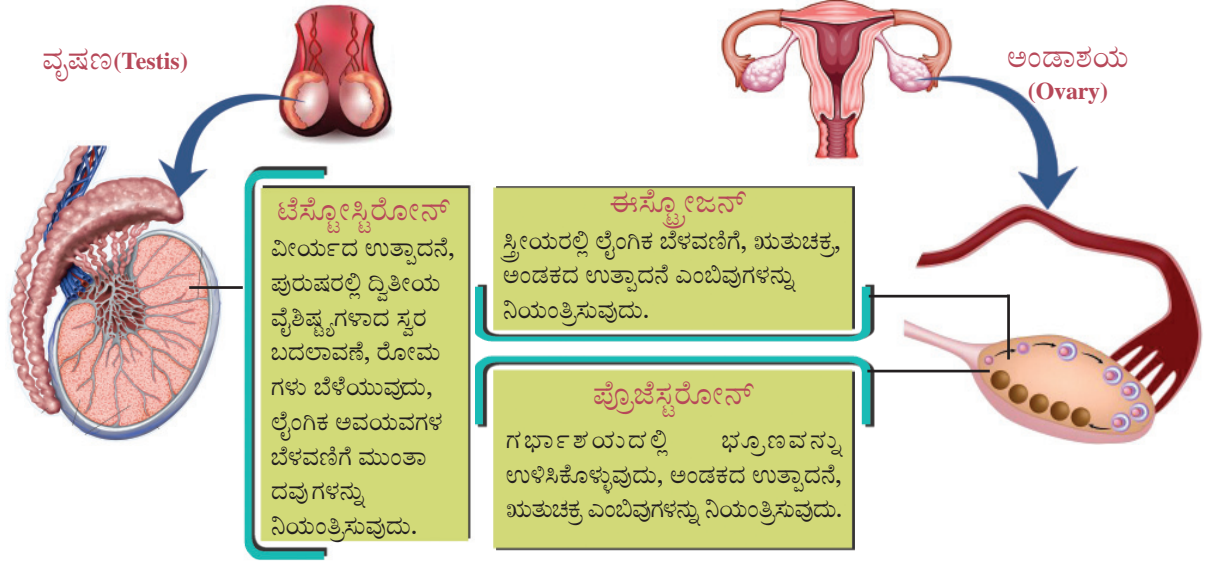 ವೃಷಣ(Testis)
ಅಂಡಾಶಯ
(Ovary)
ಟೆಸ್ಟೋಸ್ಟಿರೋನ್
ವೀರ್ಯದ ಉತ್ಪಾದನೆ,
ಪುರುಷರಲ್ಲಿ ದ್ವಿತೀಯ
ವೈಶಿಷ್ಟ್ಯಗಳಾದ ಸ್ವರ
ಬದಲಾವಣೆ, ರೋಮ
ಗಳು ಬೆಳೆಯುವುದು,
ಲೈಂಗಿಕ ಅವಯವಗಳ
ಬೆಳವಣಿಗೆ ಮುಂತಾ
ದವುಗಳನ್ನು
ನಿಯಂತ್ರಿಸುವುದು.
ಈಸ್ಟ್ರೋಜನ್
ಸ್ತ್ರೀಯರಲ್ಲಿ ಲೈಂಗಿಕ ಬೆಳವಣಿಗೆ, ಋತುಚಕ್ರ,
ಅಂಡಕದ ಉತ್ಪಾದನೆ ಎಂಬಿವುಗಳನ್ನು
ನಿಯಂತ್ರಿಸುವುದು.
ಪ್ರೊಜೆಸ್ಟರೋನ್
ಗರ್ಭಾಶಯದಲ್ಲಿ ಭ್ರೂಣವನ್ನು
ಉಳಿಸಿಕೊಳ್ಳುವುದು, ಅಂಡಕದ ಉತ್ಪಾದನೆ,
ಋತುಚಕ್ರ ಎಂಬಿವುಗಳನ್ನು ನಿಯಂತ್ರಿಸುವುದು.